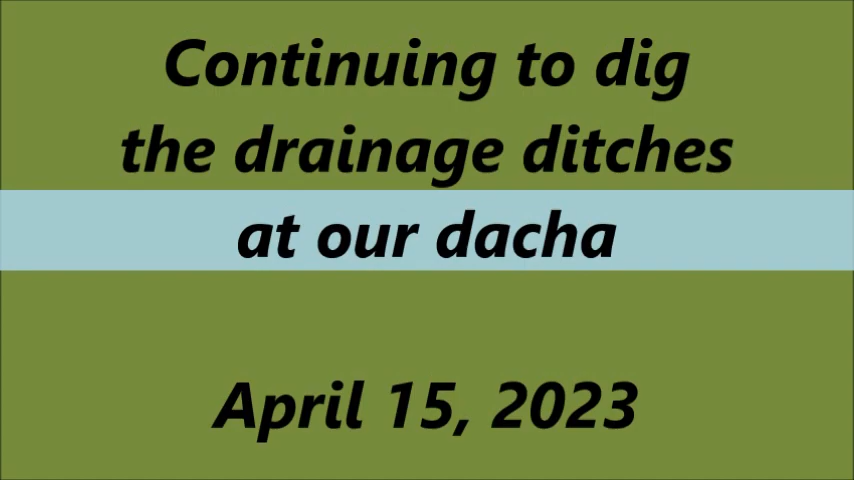 Continuing to dig
the drainage ditches
at our dacha
April 15, 2023